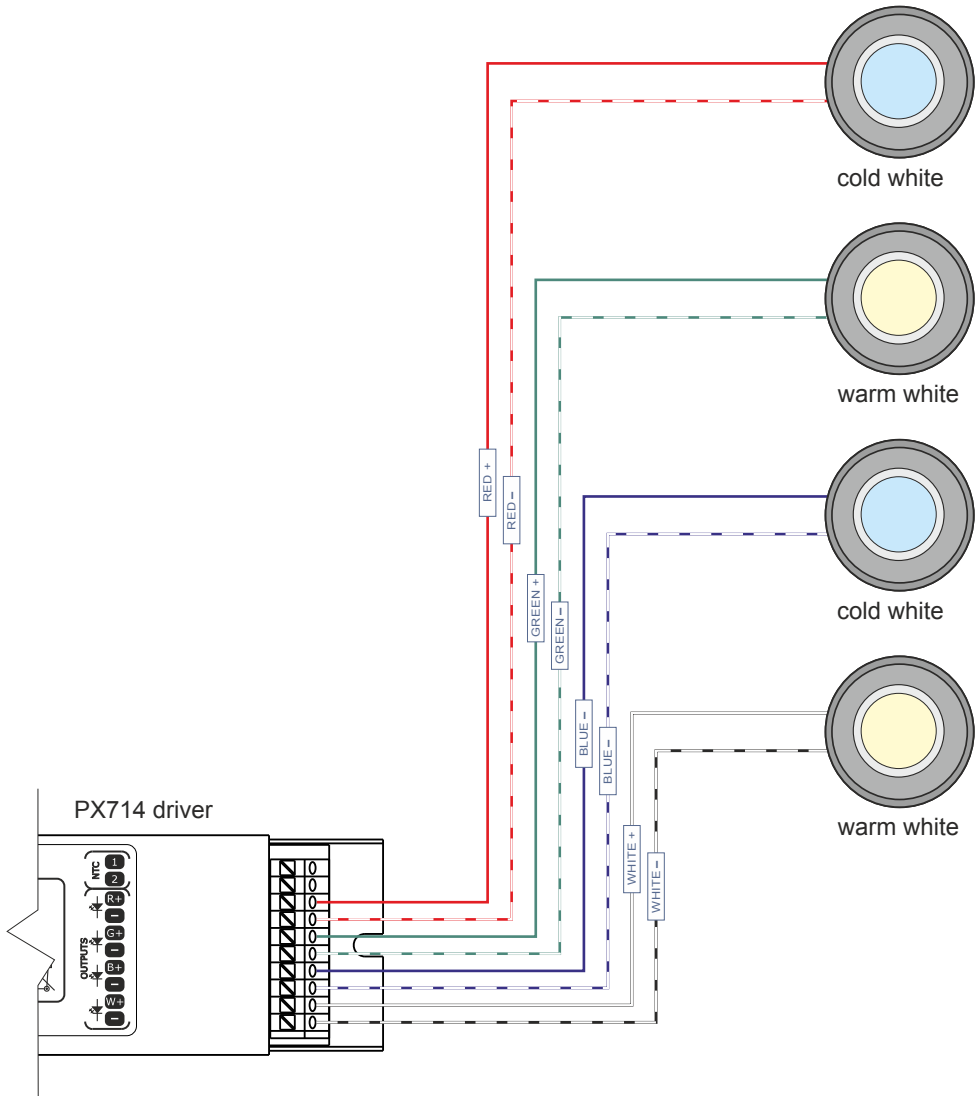 cold white
warm white
RED +
RED –
cold white
GREEN +
GREEN –
BLUE –
BLUE –
warm white
WHITE +
WHITE –
PX714 driver
NTC
1
2
OUTPUTS
R+
–
G+
–
B+
–
W+
–